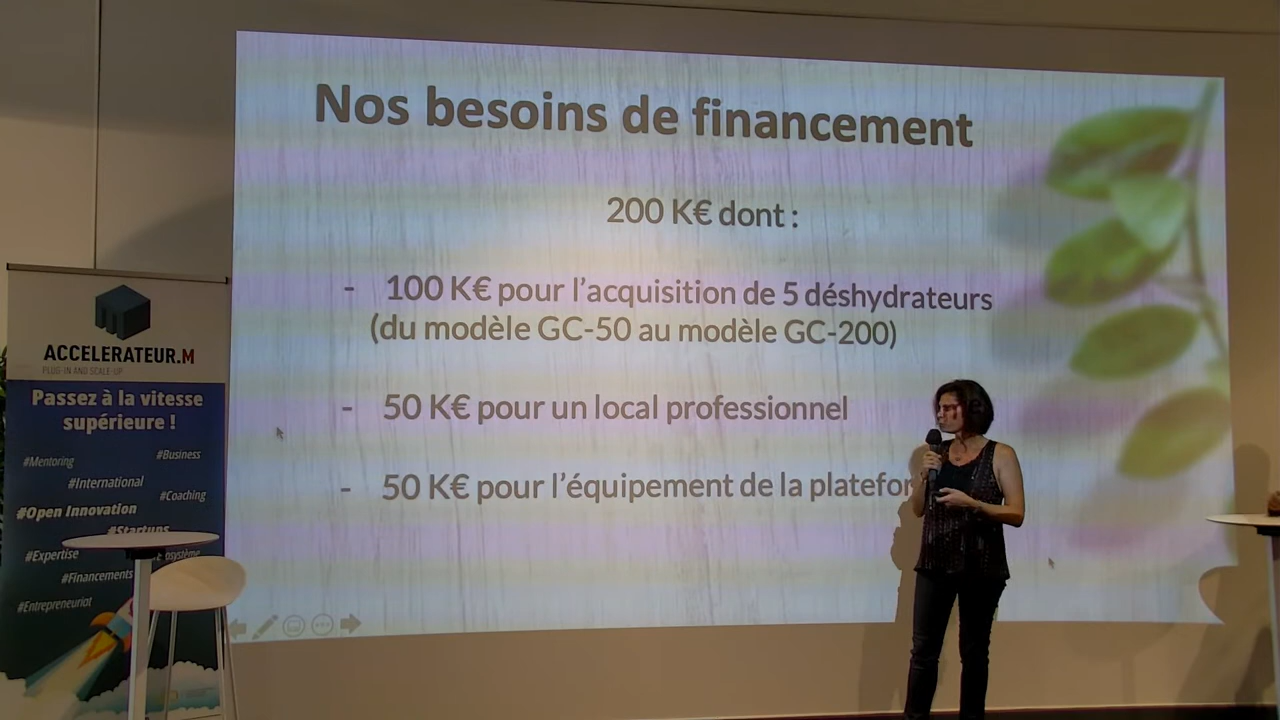 Nos besoins de financement
200 K€ dont :
- 100 K€ pour l'acquisition de 5 déshydrateurs
(du modèle GC-50 au modèle GC-200)
- 50 K€ pour un local professionnel
- 50 K€ pour l'équipement de la
ACCELERATEUR.M
PLUG-IN AND SCALE-UP
Passez à la vitesse
supérieure !
#Mentoring
#Business
#International
#Coaching
#Open Innovation
#Startups
#Expertise
#Financements
#Entrepreneuriat